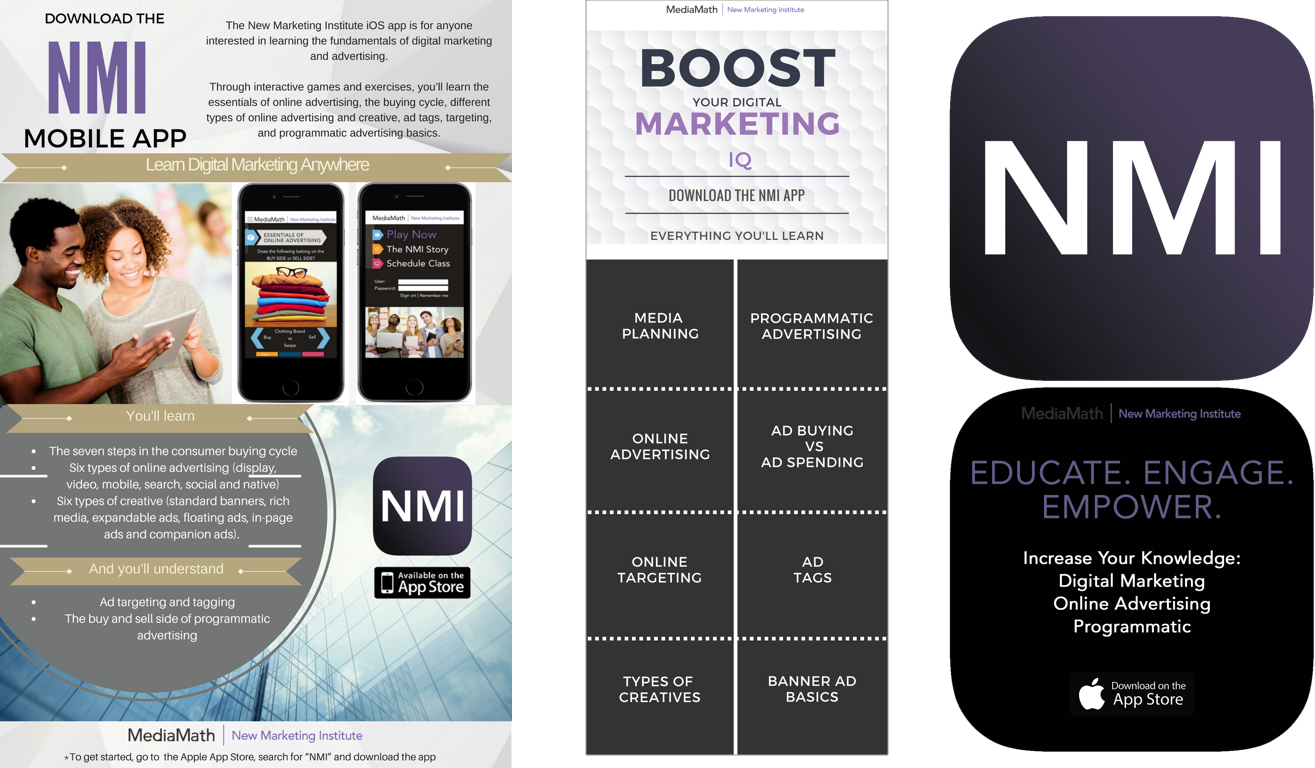 DOWNLOAD THE
NMI
MOBILE APP
The New Marketing Institute iOS app is for anyone
interested in learning the fundamentals of digital marketing
and advertising.
Through interactive games and exercises, you'll learn the
essentials of online advertising, the buying cycle, different
types of online advertising and creative, ad tags, targeting,
and programmatic advertising basics.
Learn Digital Marketing Anywhere
MediaMath | New Marketing Institute
ESSENTIALS OF
ONLINE ADVERTISING
Does the following belong on the
BUY SIDE or SELL SIDE?
Clothing Brand
Buy vs Sell
Swipe
MediaMath | New Marketing Institute
Play Now
The NMI Story
Schedule Class
User:
Password:
Sign on | Remember me
You'll learn
• The seven steps in the consumer buying cycle
• Six types of online advertising (display,
video, mobile, search, social and native)
• Six types of creative (standard banners, rich
media, expandable ads, floating ads, in-page
ads and companion ads).
And you'll understand
• Ad targeting and tagging
• The buy and sell side of programmatic
advertising
NMI
Available on the
App Store
MediaMath | New Marketing Institute
*To get started, go to the Apple App Store, search for “NMI” and download the app
MediaMath | New Marketing Institute
BOOST
YOUR DIGITAL
MARKETING
IQ
DOWNLOAD THE NMI APP
EVERYTHING YOU'LL LEARN
MEDIA
PLANNING
PROGRAMMATIC
ADVERTISING
ONLINE
ADVERTISING
AD BUYING
VS
AD SPENDING
ONLINE
TARGETING
AD
TAGS
TYPES OF
CREATIVES
BANNER AD
BASICS
NMI
MediaMath | New Marketing Institute
EDUCATE. ENGAGE.
EMPOWER.
Increase Your Knowledge:
Digital Marketing
Online Advertising
Programmatic
Download on the
App Store